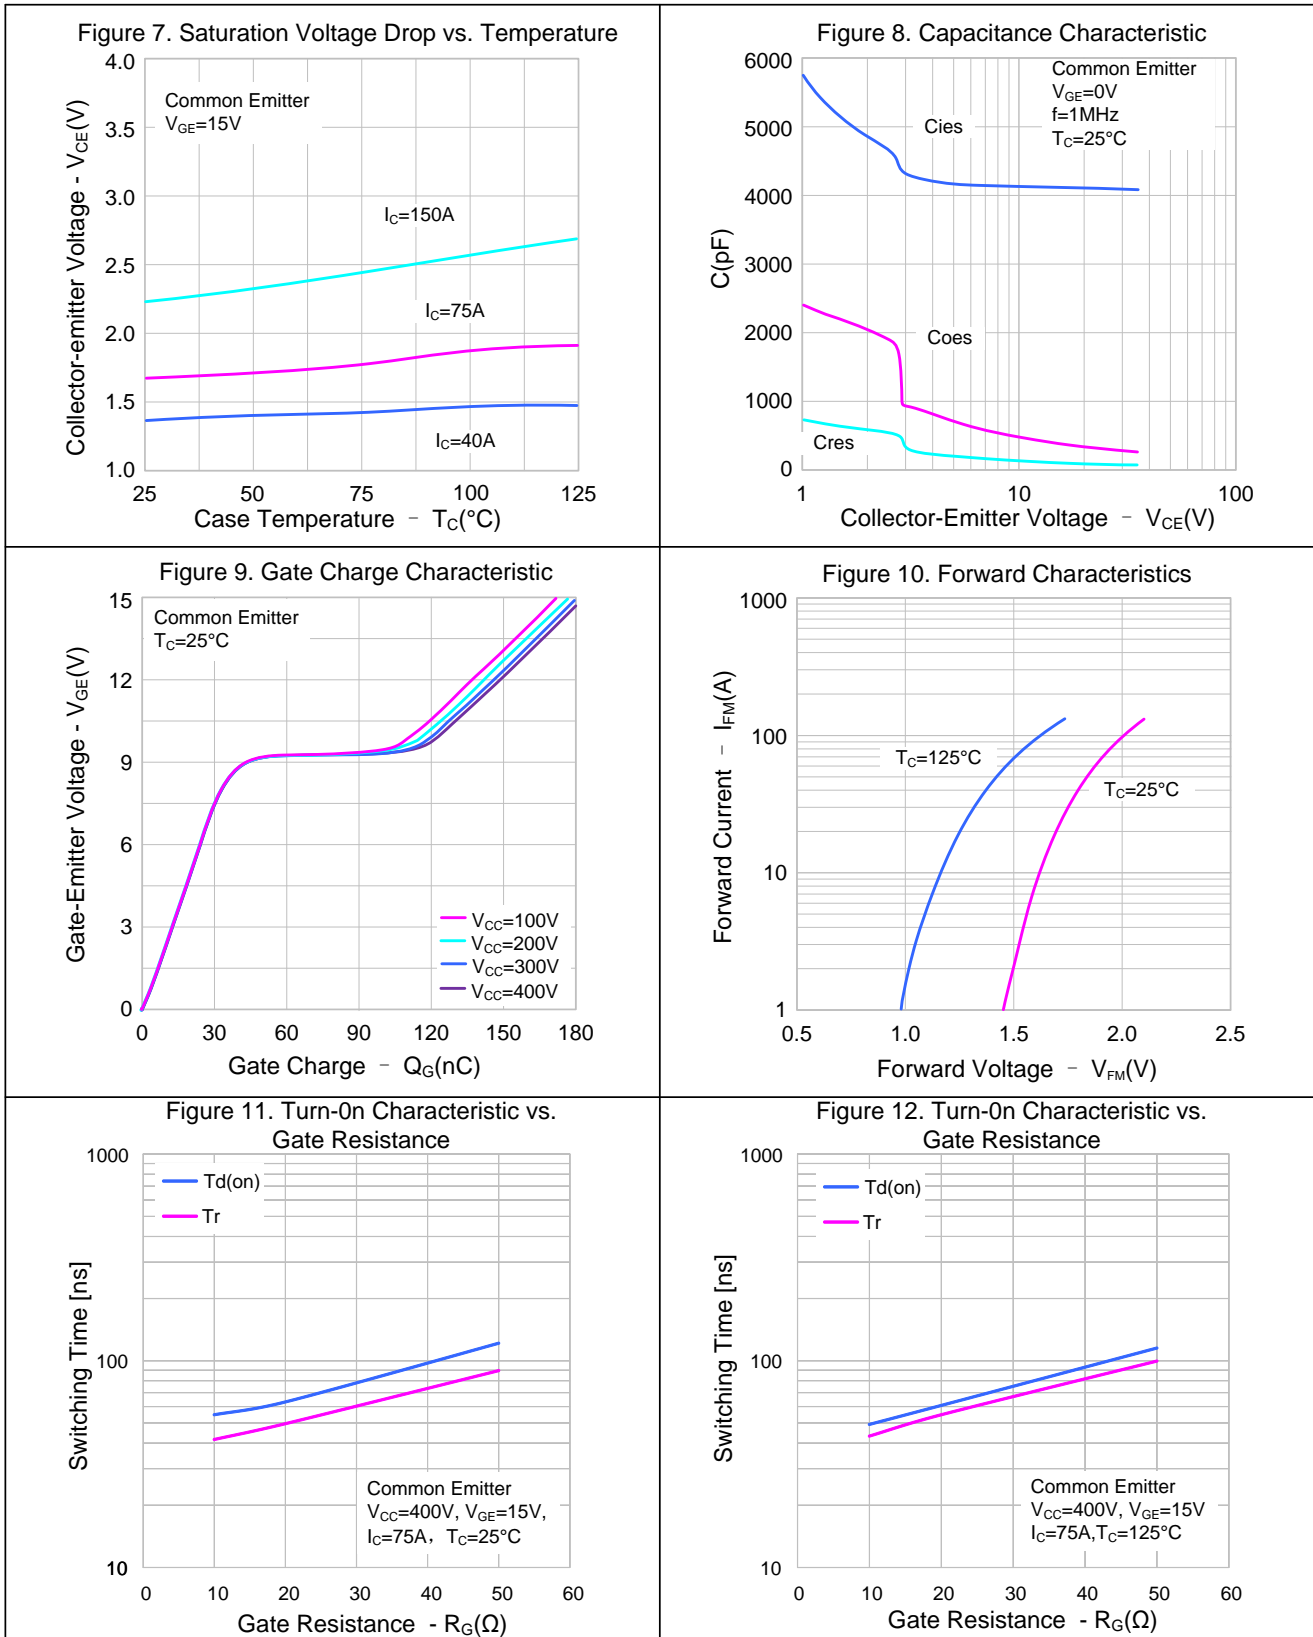 Figure 7. Saturation Voltage Drop vs. Temperature
4.0
3.5
3.0
2.5
2.0
1.5
1.0
Collector-emitter Voltage - VCE(V)
Common Emitter
VGE=15V
IC=150A
IC=75A
IC=40A
25 50 75 100 125
Case Temperature － TC(°C)
Figure 8. Capacitance Characteristic
6000
5000
4000
3000
2000
1000
0
C(pF)
Common Emitter
VGE=0V
f=1MHz
TC=25°C
Cies
Coes
Cres
1 10 100
Collector-Emitter Voltage － VCE(V)
Figure 9. Gate Charge Characteristic
15
12
9
6
3
0
Gate-Emitter Voltage - VGE(V)
Common Emitter
TC=25°C
VCC=100V
VCC=200V
VCC=300V
VCC=400V
0 30 60 90 120 150 180
Gate Charge － QG(nC)
Figure 10. Forward Characteristics
1000
100
10
1
Forward Current － IFM(A)
TC=125°C
TC=25°C
0.5 1.0 1.5 2.0 2.5
Forward Voltage － VFM(V)
Figure 11. Turn-0n Characteristic vs.
Gate Resistance
1000
100
10
Switching Time [ns]
Td(on)
Tr
Common Emitter
VCC=400V, VGE=15V,
IC=75A， TC=25°C
0 10 20 30 40 50 60
Gate Resistance - RG(Ω)
Figure 12. Turn-0n Characteristic vs.
Gate Resistance
1000
100
10
Switching Time [ns]
Td(on)
Tr
Common Emitter
VCC=400V, VGE=15V
IC=75A,TC=125°C
0 10 20 30 40 50 60
Gate Resistance - RG(Ω)